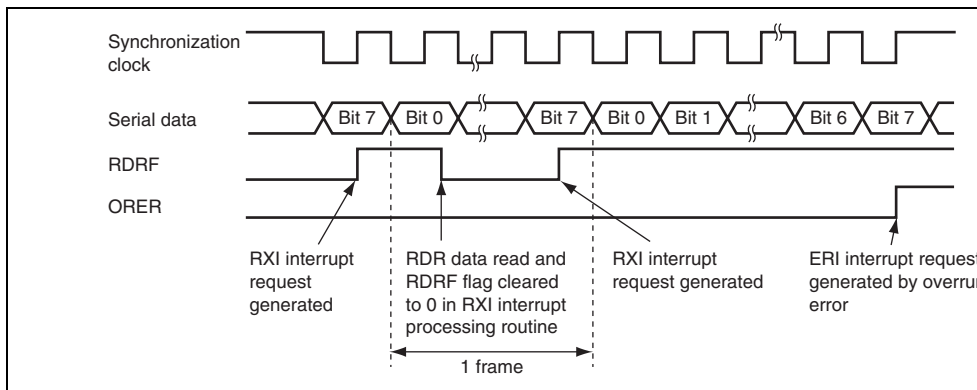 Synchronization
clock
Serial data
Bit 7 Bit 0 Bit 7 Bit 0 Bit 1 Bit 6 Bit 7
RDRF
ORER
RXI interrupt
request
generated
RDR data read and
RDRF flag cleared
to 0 in RXI interrupt
processing routine
RXI interrupt
request generated
ERI interrupt request
generated by overrun
error
1 frame